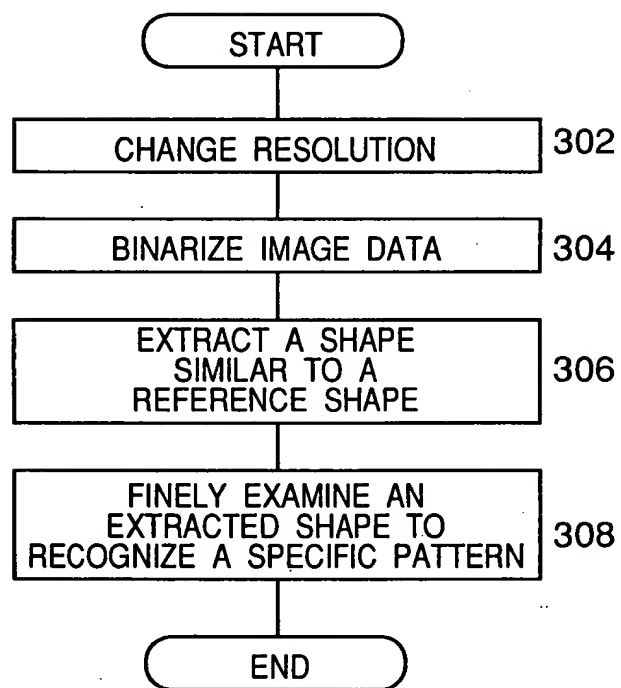 START
CHANGE RESOLUTION
302
BINARIZE IMAGE DATA
304
EXTRACT A SHAPE
SIMILAR TO A
REFERENCE SHAPE
306
FINELY EXAMINE AN
EXTRACTED SHAPE TO
RECOGNIZE A SPECIFIC PATTERN
308
END